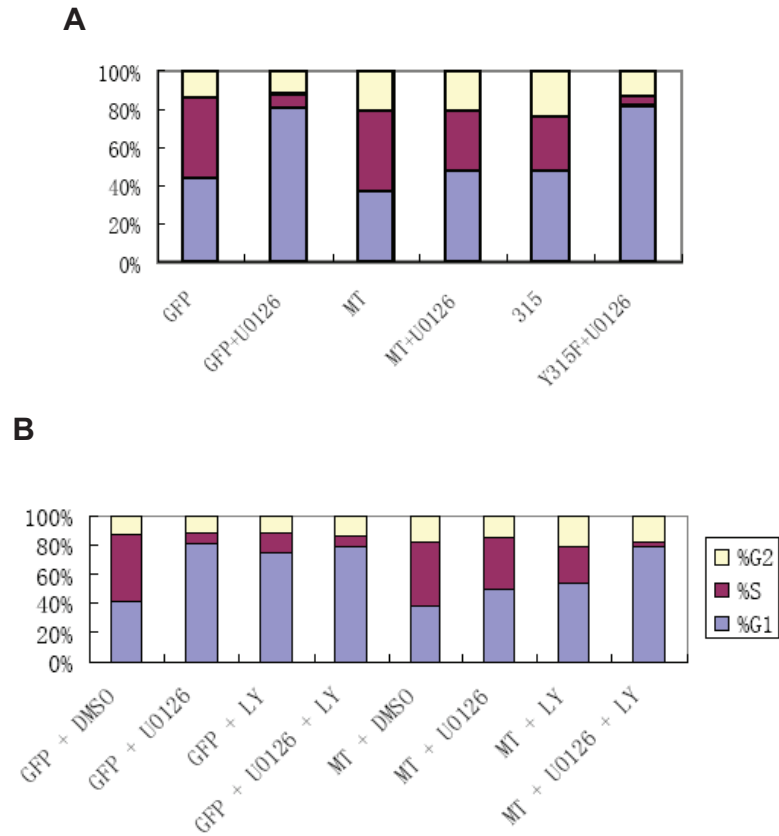 A
100%
80%
60%
40%
20%
0%
GFP
GFP+U0126
MT
MT+U0126
315
Y315F+U0126
B
100%
80%
60%
40%
20%
0%
GFP + DMSO
GFP + U0126
GFP + LY
GFP + U0126 + LY
MT + DMSO
MT + U0126
MT + LY
MT + U0126 + LY
%G2
%S
%G1